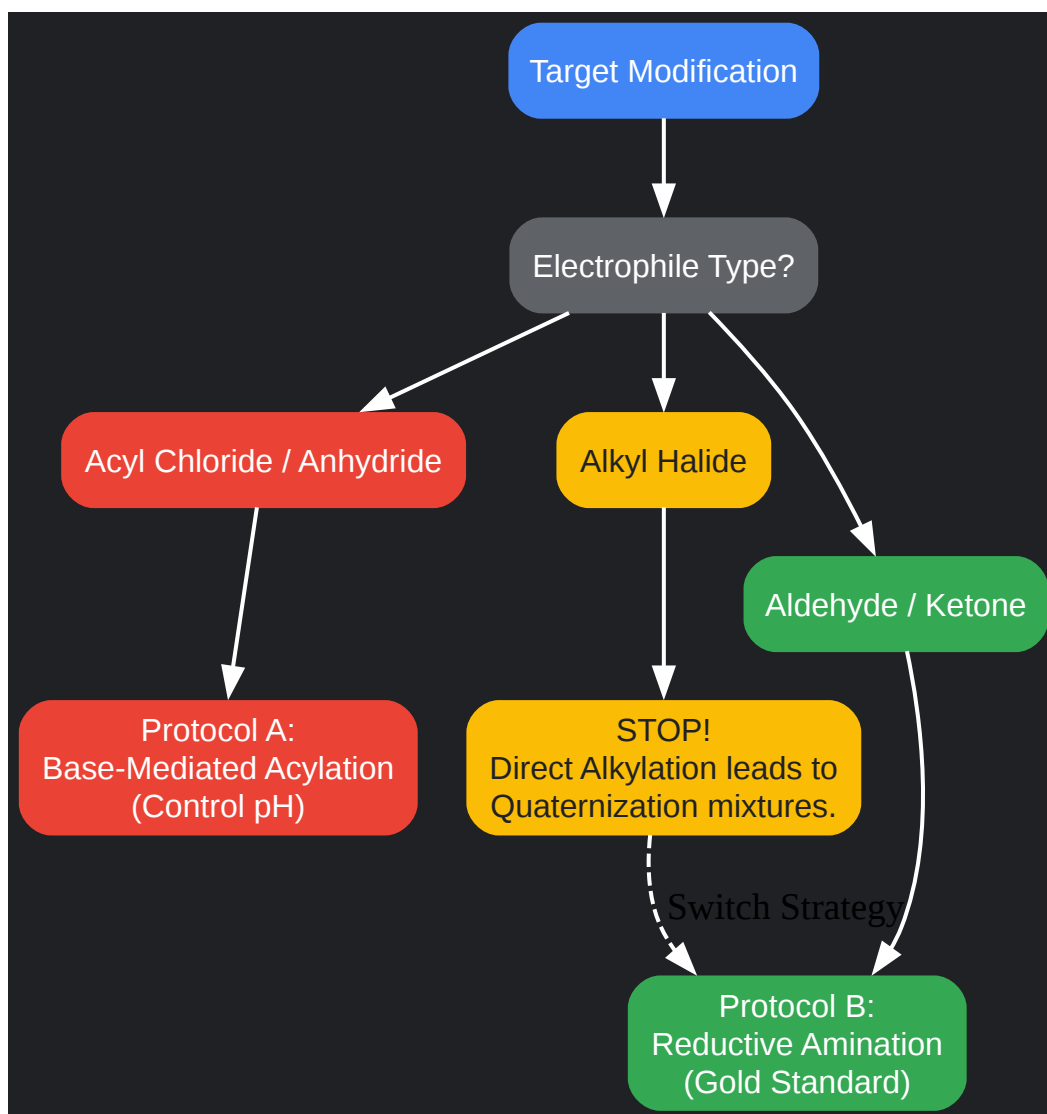 Target Modification
Electrophile Type?
Acyl Chloride / Anhydride
Alkyl Halide
Aldehyde / Ketone
Protocol A:
Base-Mediated Acylation
(Control pH)
STOP!
Direct Alkylation leads to
Quaternization mixtures.
Switch Strategy
Protocol B:
Reductive Amination
(Gold Standard)